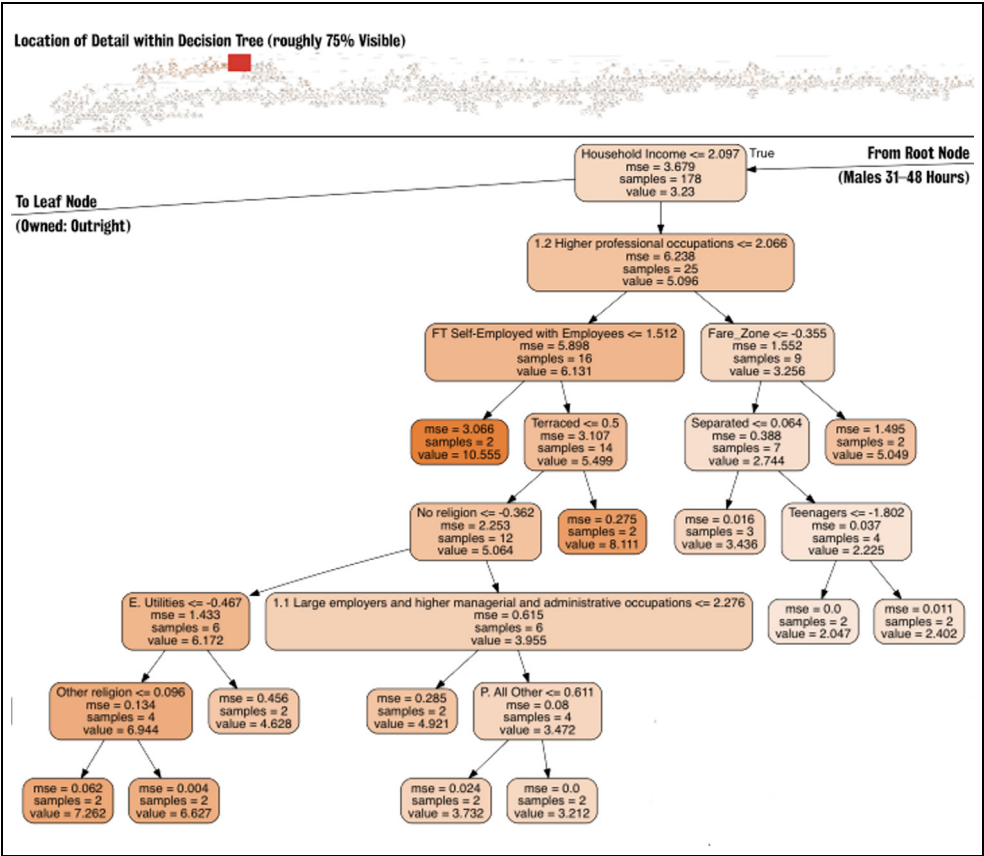 Location of Detail within Decision Tree (roughly 75% Visible)
Household Income <= 2.097
mse = 3.679
samples = 178
value = 3.23
True
From Root Node
(Males 31–48 Hours)
To Leaf Node
(Owned: Outright)
1.2 Higher professional occupations <= 2.066
mse = 6.238
samples = 25
value = 5.096
FT Self-Employed with Employees <= 1.512
mse = 5.898
samples = 16
value = 6.131
Fare_Zone <= -0.355
mse = 1.552
samples = 9
value = 3.256
mse = 3.066
samples = 2
value = 10.555
Terraced <= 0.5
mse = 3.107
samples = 14
value = 5.499
Separated <= 0.064
mse = 0.388
samples = 7
value = 2.744
mse = 1.495
samples = 2
value = 5.049
No religion <= -0.362
mse = 2.253
samples = 12
value = 5.064
mse = 0.275
samples = 2
value = 8.111
mse = 0.016
samples = 3
value = 3.436
Teenagers <= -1.802
mse = 0.037
samples = 4
value = 2.225
E. Utilities <= -0.467
mse = 1.433
samples = 6
value = 6.172
1.1 Large employers and higher managerial and administrative occupations <= 2.276
mse = 0.615
samples = 6
value = 3.955
mse = 0.0
samples = 2
value = 2.047
mse = 0.011
samples = 2
value = 2.402
Other religion <= 0.096
mse = 0.134
samples = 4
value = 6.944
mse = 0.456
samples = 2
value = 4.628
mse = 0.285
samples = 2
value = 4.921
P. All Other <= 0.611
mse = 0.08
samples = 4
value = 3.472
mse = 0.062
samples = 2
value = 7.262
mse = 0.004
samples = 2
value = 6.627
mse = 0.024
samples = 2
value = 3.732
mse = 0.0
samples = 2
value = 3.212